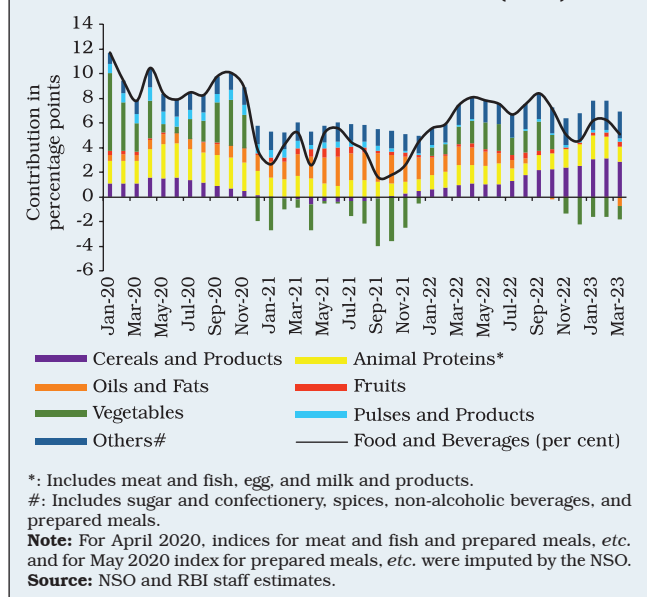 14
12
10
8
6
4
2
0
-2
-4
-6
Contribution in
percentage points
Jan-20
Mar-20
May-20
Jul-20
Sep-20
Nov-20
Jan-21
Mar-21
May-21
Jul-21
Sep-21
Nov-21
Jan-22
Mar-22
May-22
Jul-22
Sep-22
Nov-22
Jan-23
Mar-23
Cereals and Products
Animal Proteins*
Oils and Fats
Fruits
Vegetables
Pulses and Products
Others#
Food and Beverages (per cent)
*: Includes meat and fish, egg, and milk and products.
#: Includes sugar and confectionery, spices, non-alcoholic beverages, and
prepared meals.
Note: For April 2020, indices for meat and fish and prepared meals, etc.
and for May 2020 index for prepared meals, etc. were imputed by the NSO.
Source: NSO and RBI staff estimates.